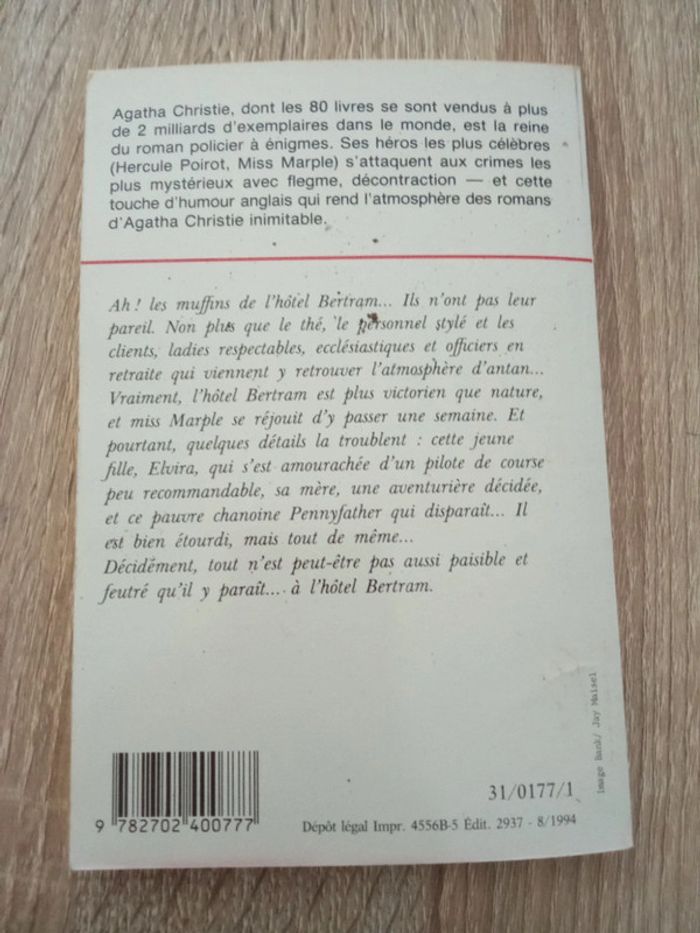 Agatha Christie, dont les 80 livres se sont vendus à plus
de 2 milliards d'exemplaires dans le monde, est la reine
du roman policier à énigmes. Ses héros les plus célèbres
(Hercule Poirot, Miss Marple) s'attaquent aux crimes les
plus mystérieux avec flegme, décontraction — et cette
touche d'humour anglais qui rend l'atmosphère des romans
d'Agatha Christie inimitable.
Ah ! les muffins de l'hôtel Bertram... Ils n'ont pas leur
pareil. Non plus que le thé, le personnel stylé et les
clients, ladies respectables, ecclésiastiques et officiers en
retraite qui viennent y retrouver l'atmosphère d'antan...
Vraiment, l'hôtel Bertram est plus victorien que nature,
et miss Marple se réjouit d'y passer une semaine. Et
pourtant, quelques détails la troublent : cette jeune
fille, Elvira, qui s'est amourachée d'un pilote de course
peu recommandable, sa mère, une aventurière décidée,
et ce pauvre chanoine Pennyfather qui disparaît... Il
est bien étourdi, mais tout de même...
Décidément, tout n'est peut-être pas aussi paisible et
feutré qu'il y paraît.... à l'hôtel Bertram.
Image Bank/ Jay Maisel
31/0177/1
9 782702 400777
Dépôt légal Impr. 4556B-5 Édit. 2937 - 8/1994